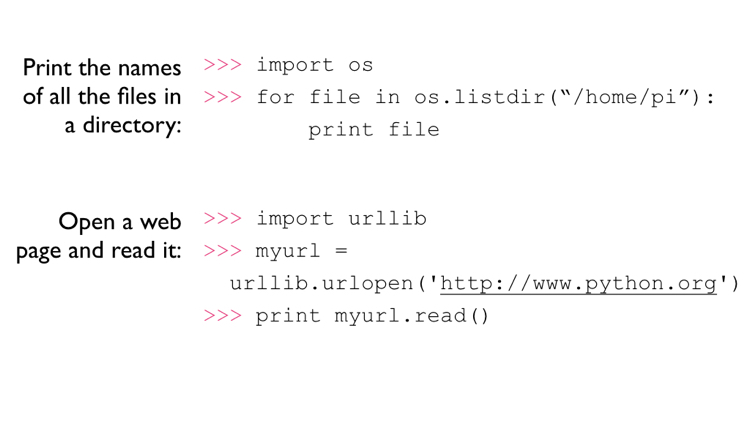 Print the names
of all the files in
a directory:
>>> import os
>>> for file in os.listdir(“/home/pi”):
print file
Open a web
page and read it:
>>> import urllib
>>> myurl =
urllib.urlopen('http://www.python.org')
>>> print myurl.read()